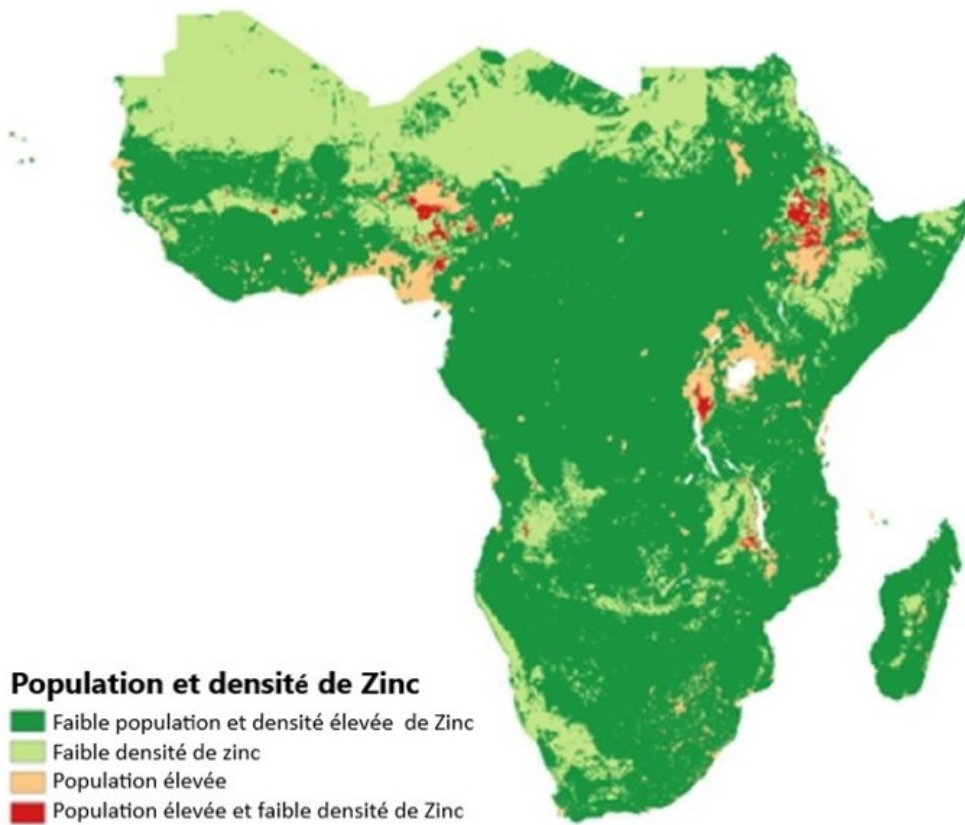 Population et densité de Zinc
Faible population et densité élevée de Zinc
Faible densité de zinc
Population élevée
Population élevée et faible densité de Zinc